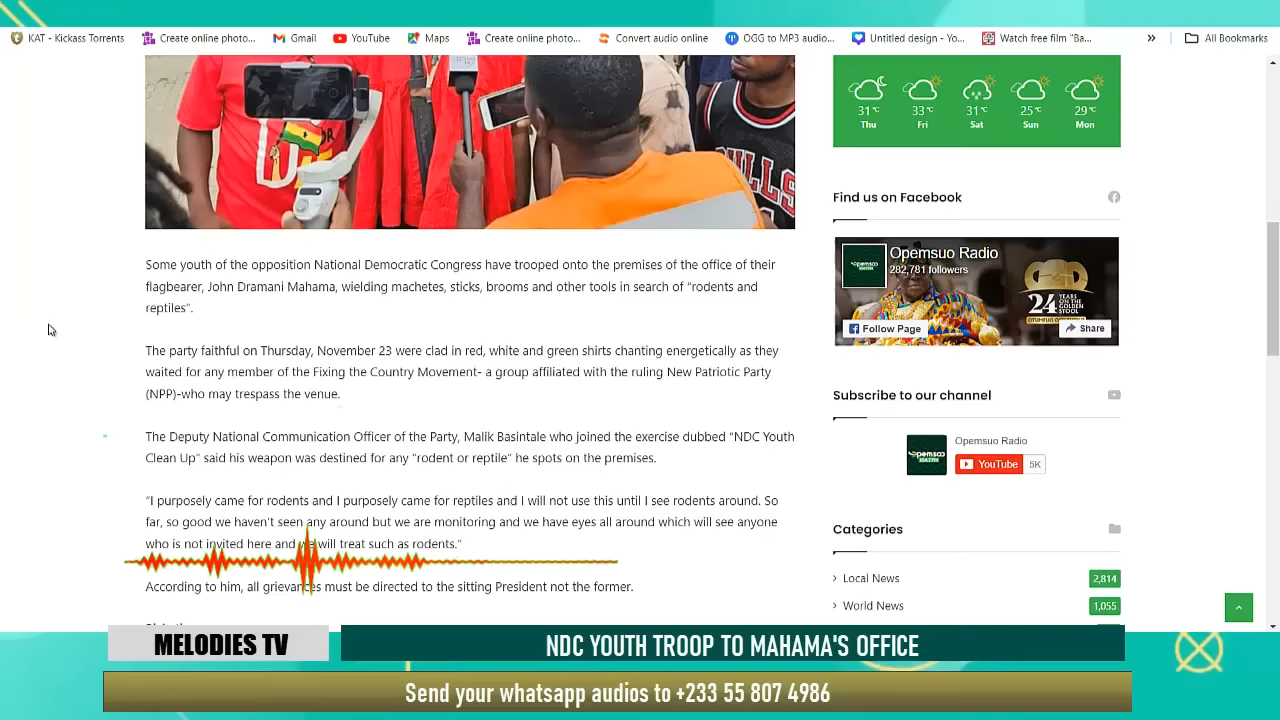 KAT - Kickass Torrents
Create online photo...
Gmail
YouTube
Maps
Create online photo...
Convert audio online
OGG to MP3 audio...
Untitled design - Yo...
Watch free film "Ba...
»
All Bookmarks
BULLS
31°C 33°C 31°C 25°C 29°C
Thu Fri Sat Sun Mon
Find us on Facebook
Opemsuo Radio
282,781 followers
24 YEARS
ON THE
GOLDEN
STOOL
Follow Page
Share
Some youth of the opposition National Democratic Congress have trooped onto the premises of the office of their
flagbearer, John Dramani Mahama, wielding machetes, sticks, brooms and other tools in search of “rodents and
reptiles”.
The party faithful on Thursday, November 23 were clad in red, white and green shirts chanting energetically as they
waited for any member of the Fixing the Country Movement- a group affiliated with the ruling New Patriotic Party
(NPP)-who may trespass the venue.
The Deputy National Communication Officer of the Party, Malik Basintale who joined the exercise dubbed “NDC Youth
Clean Up” said his weapon was destined for any “rodent or reptile” he spots on the premises.
“I purposely came for rodents and I purposely came for reptiles and I will not use this until I see rodents around. So
far, so good we haven't seen any around but we are monitoring and we have eyes all around which will see anyone
who is not invited here and we will treat such as rodents.”
According to him, all grievances must be directed to the sitting President not the former.
Subscribe to our channel
Opemsuo Radio
YouTube 5K
Categories
Local News 2,814
World News 1,055
MELODIES TV
NDC YOUTH TROOP TO MAHAMA'S OFFICE
Send your whatsapp audios to +233 55 807 4986